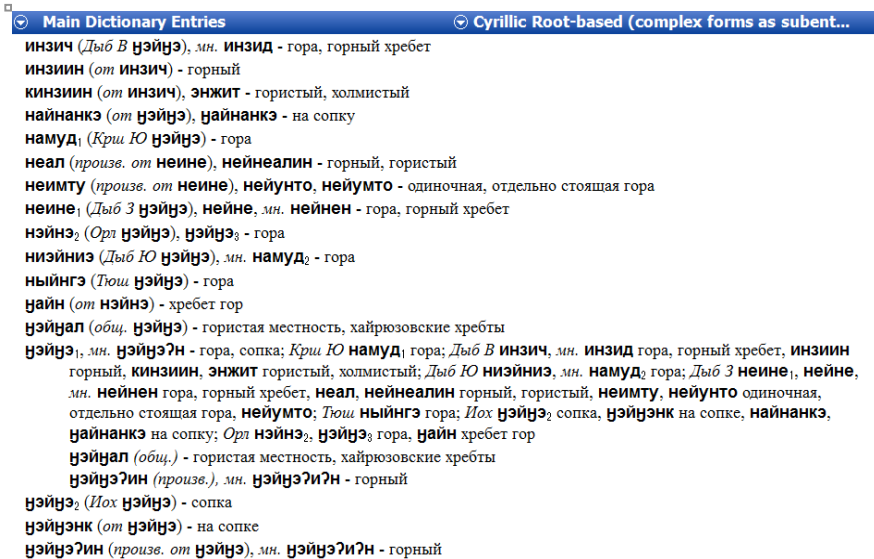 Main Dictionary Entries Cyrillic Root-based (complex forms as subent...
инзич (Дыб В ӈэйӈэ), мн. инзид - гора, горный хребет
инзиин (от инзич) - горный
кинзиин (от инзич), энжит - гористый, холмистый
найнанкэ (от ӈэйӈэ), ӈайнанкэ - на сопку
намуд₁ (Крш Ю ӈэйӈэ) - гора
неал (произв. от неине), нейнеалин - горный, гористый
неимту (произв. от неине), нейунто, нейумто - одиночная, отдельно стоящая гора
неине₁ (Дыб З ӈэйӈэ), нейне, мн. нейнен - гора, горный хребет
нэйнэ₂ (Орл ӈэйӈэ), ӈэйӈэ₃ - гора
ниэйниэ (Дыб Ю ӈэйӈэ), мн. намуд₂ - гора
ныйнгэ (Тюш ӈэйӈэ) - гора
ӈайн (от нэйнэ) - хребет гор
ӈэйӈал (общ. ӈэйӈэ) - гористая местность, хайрюзовские хребты
ӈэйӈэ₁, мн. ӈэйӈэʔн - гора, сопка; Крш Ю намуд₁ гора; Дыб В инзич, мн. инзид гора, горный хребет, инзиин
горный, кинзиин, энжит гористый, холмистый; Дыб Ю ниэйниэ, мн. намуд₂ гора; Дыб З неине₁, нейне,
мн. нейнен гора, горный хребет, неал, нейнеалин горный, гористый, неимту, нейунто одиночная,
отдельно стоящая гора, нейумто; Тюш ныйнгэ гора; Иох ӈэйӈэ₂ сопка, ӈэйӈэнк на сопке, найнанкэ,
ӈайнанкэ на сопку; Орл нэйнэ₂, ӈэйӈэ₃ гора, ӈайн хребет гор
ӈэйӈал (общ.) - гористая местность, хайрюзовские хребты
ӈэйӈэʔин (произв.), мн. ӈэйӈэʔиʔн - горный
ӈэйӈэ₂ (Иох ӈэйӈэ) - сопка
ӈэйӈэнк (от ӈэйӈэ) - на сопке
ӈэйӈэʔин (произв. от ӈэйӈэ), мн. ӈэйӈэʔиʔн - горный